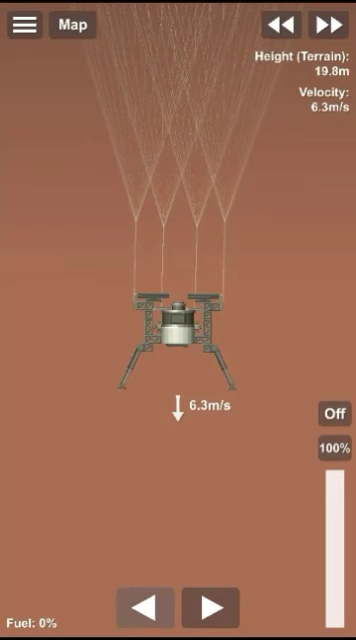 Map
Height (Terrain):
19.8m
Velocity:
6.3m/s
6.3m/s
Off
100%
Fuel: 0%